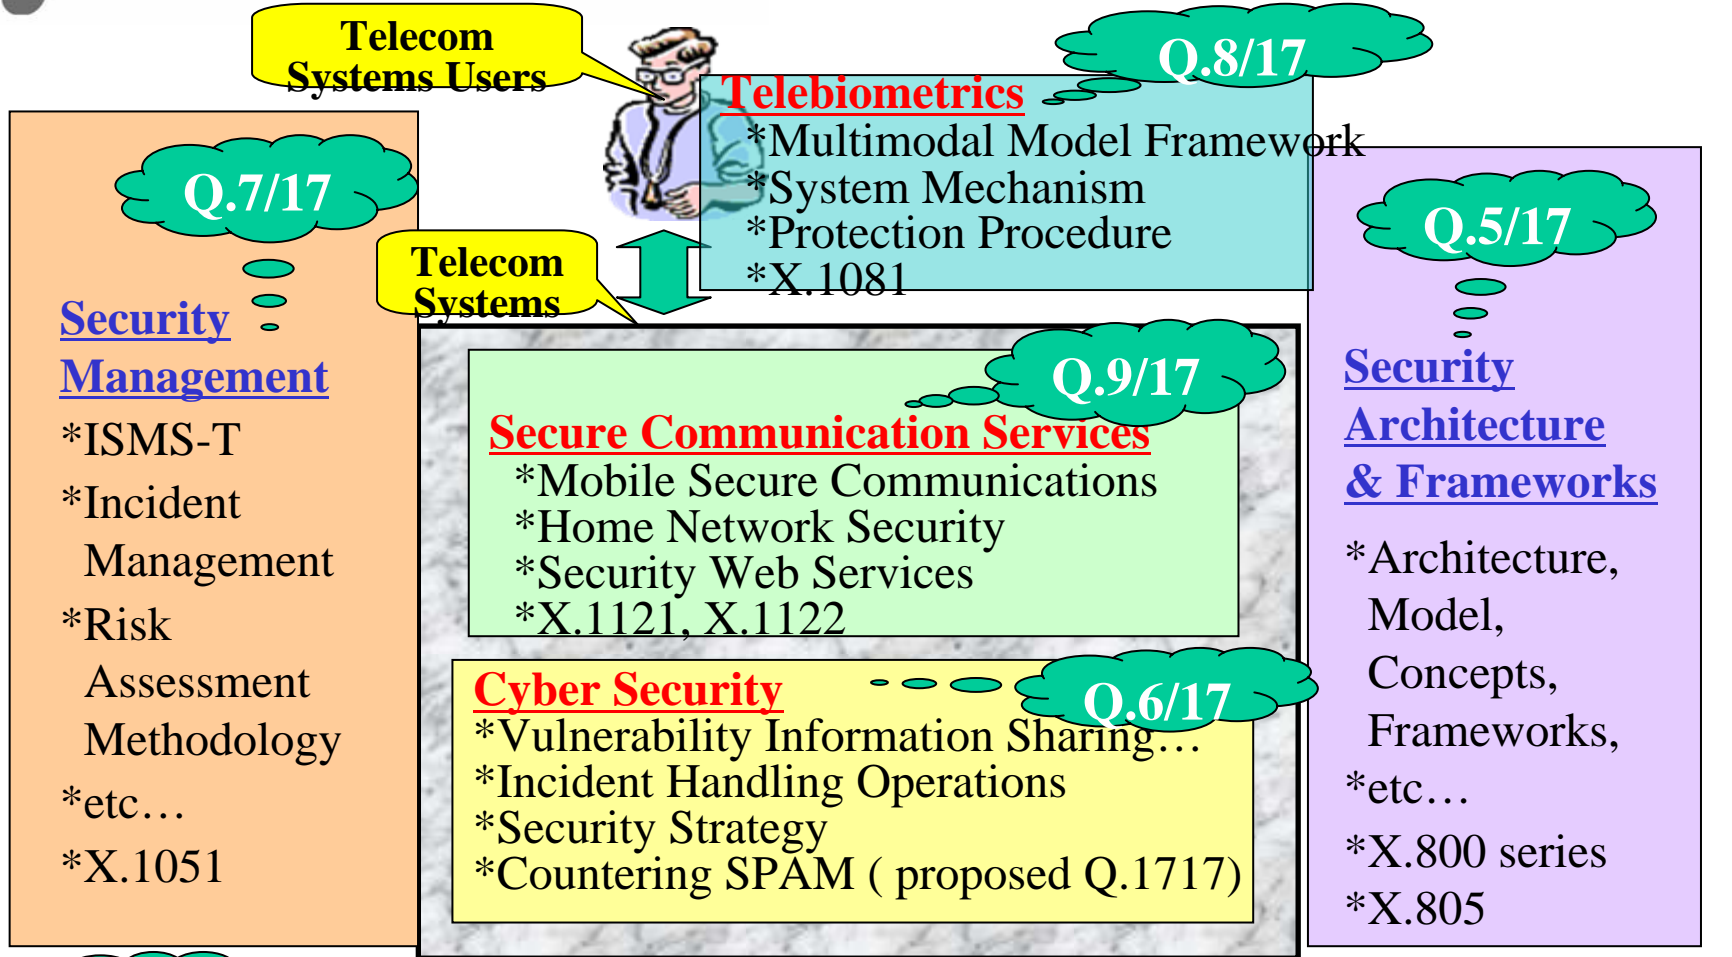 Telecom
Systems Users
Q.8/17
Telebiometrics
*Multimodal Model Framework
*System Mechanism
*Protection Procedure
*X.1081
Q.7/17
Security
Management
*ISMS-T
*Incident
Management
*Risk
Assessment
Methodology
*etc…
*X.1051
Telecom
Systems
Q.9/17
Secure Communication Services
*Mobile Secure Communications
*Home Network Security
*Security Web Services
*X.1121, X.1122
Q.6/17
Cyber Security
*Vulnerability Information Sharing…
*Incident Handling Operations
*Security Strategy
*Countering SPAM ( proposed Q.1717)
Q.5/17
Security
Architecture
& Frameworks
*Architecture,
Model,
Concepts,
Frameworks,
*etc…
*X.800 series
*X.805